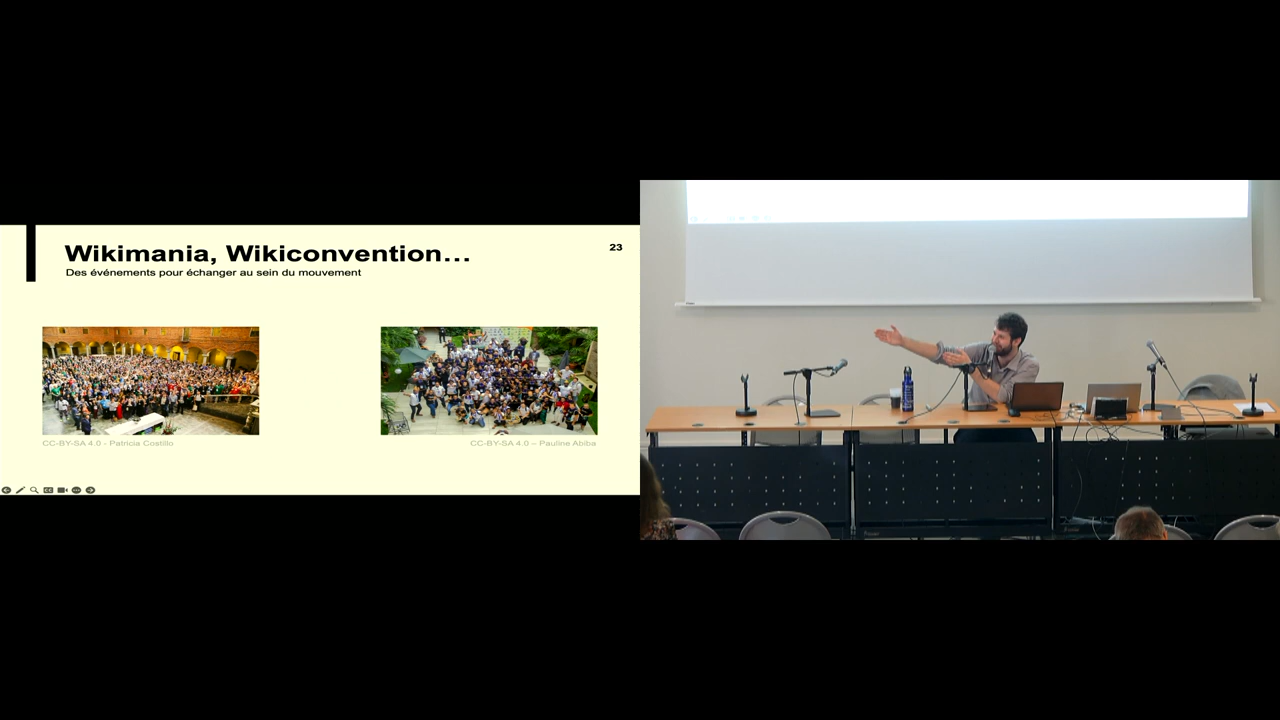 Wikimania, Wikiconvention…
23
Des événements pour échanger au sein du mouvement
CC-BY-SA 4.0 - Patricia Costillo
CC-BY-SA 4.0 – Pauline Abiba